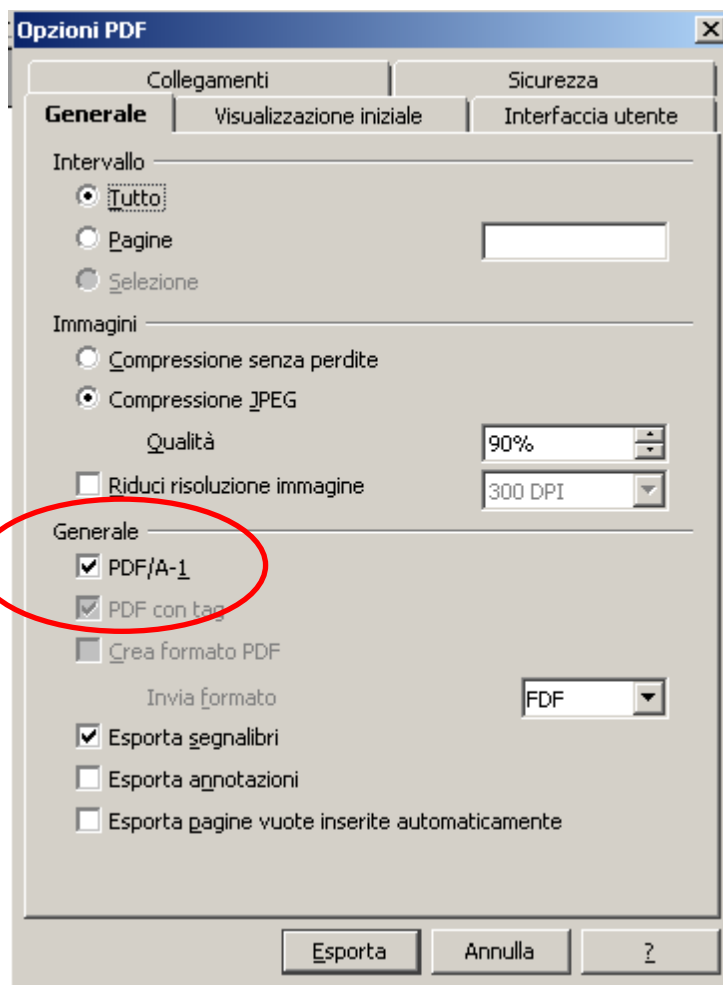 Opzioni PDF
Collegamenti Sicurezza
Generale Visualizzazione iniziale Interfaccia utente
Intervallo
Tutto
Pagine
Selezione
Immagini
Compressione senza perdite
Compressione JPEG
Qualità 90%
Riduci risoluzione immagine 300 DPI
Generale
PDF/A-1
PDF con tag
Crea formato PDF
Invia formato FDF
Esporta segnalibri
Esporta annotazioni
Esporta pagine vuote inserite automaticamente
Esporta Annulla ?